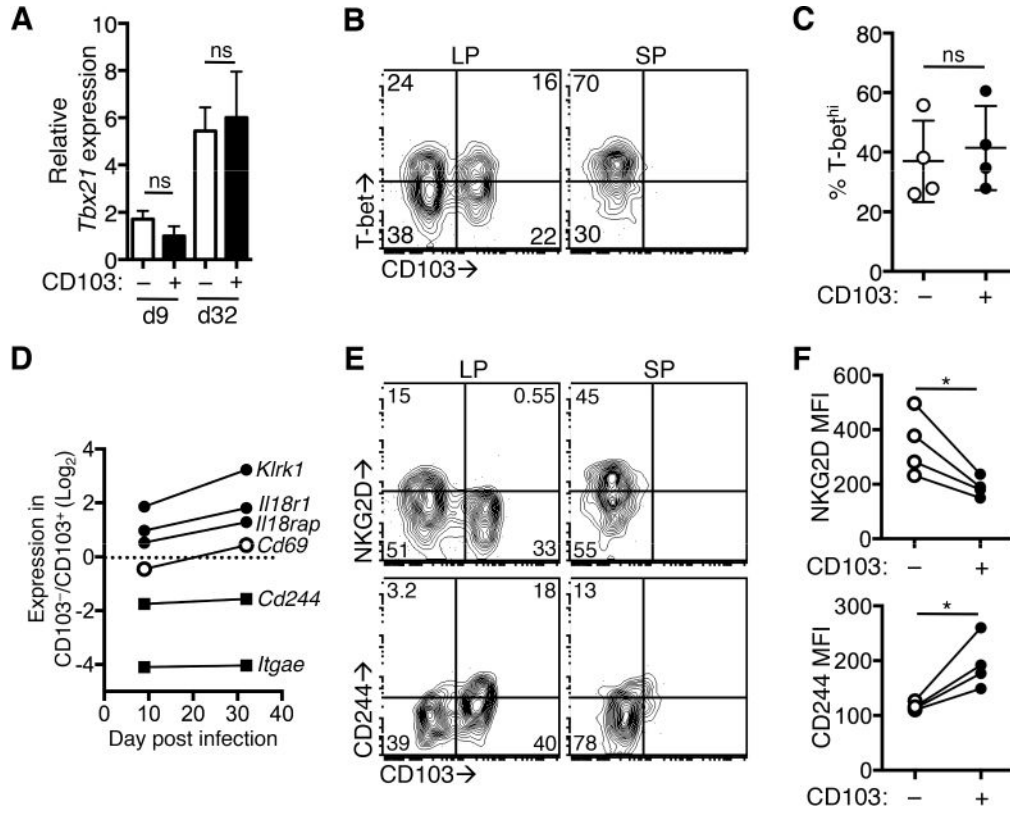 A
Relative
Tbx21 expression
10
8
6
4
2
0
ns
ns
CD103:
– + – +
d9 d32
B
LP SP
24 16 70
38 22 30
T-bet→
CD103→
C
ns
% T-bethi
80
60
40
20
0
CD103: – +
D
Expression in
CD103–/CD103+ (Log2)
4
2
0
-2
-4
Klrk1
Il18r1
Il18rap
Cd69
Cd244
Itgae
0 10 20 30 40
Day post infection
E
LP SP
15 0.55 45
51 33 55
NKG2D→
3.2 18 13
39 40 78
CD244→
CD103→
F
NKG2D MFI
600
400
200
0
*
CD103: – +
CD244 MFI
300
200
100
0
*
CD103: – +